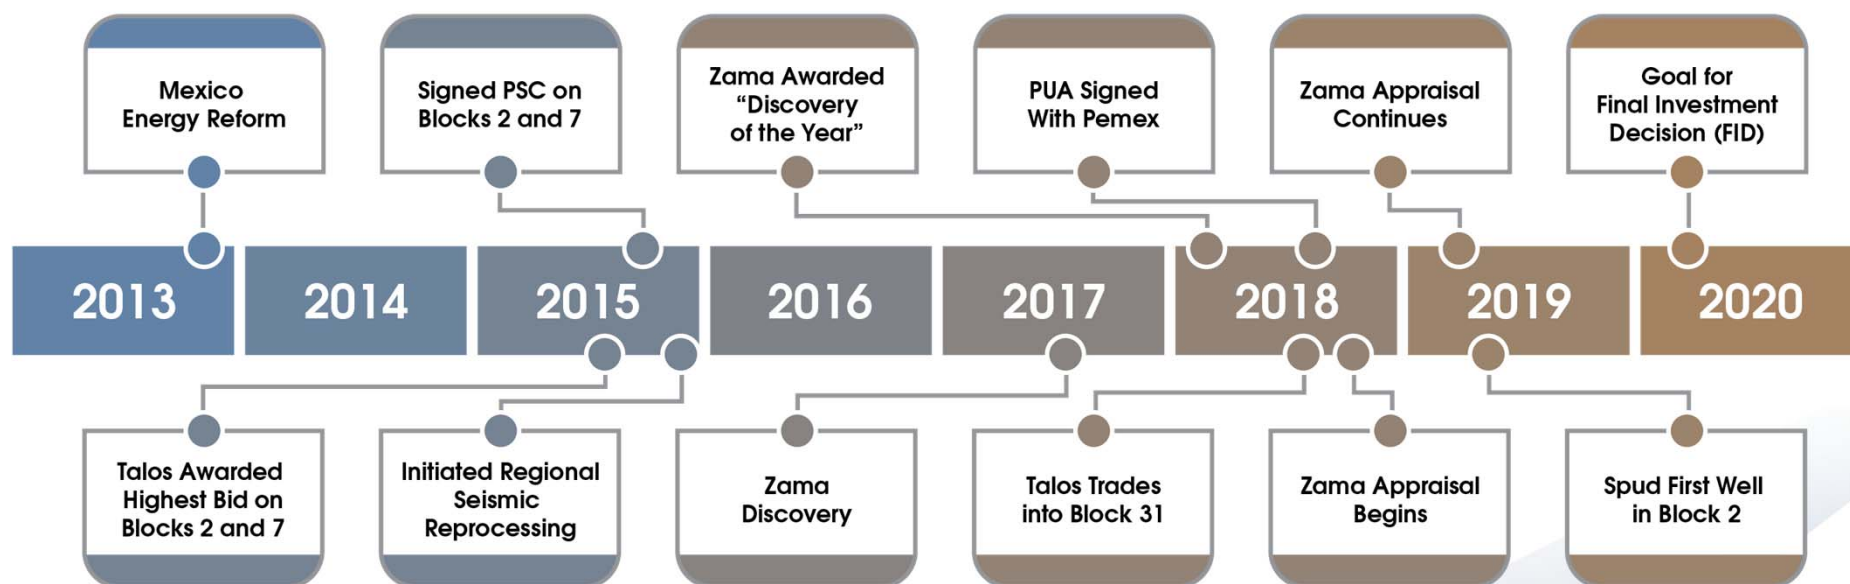 Mexico
Energy Reform
Signed PSC on
Blocks 2 and 7
Zama Awarded
“Discovery
of the Year”
PUA Signed
With Pemex
Zama Appraisal
Continues
Goal for
Final Investment
Decision (FID)
2013
2014
2015
2016
2017
2018
2019
2020
Talos Awarded
Highest Bid on
Blocks 2 and 7
Initiated Regional
Seismic
Reprocessing
Zama
Discovery
Talos Trades
into Block 31
Zama Appraisal
Begins
Spud First Well
in Block 2